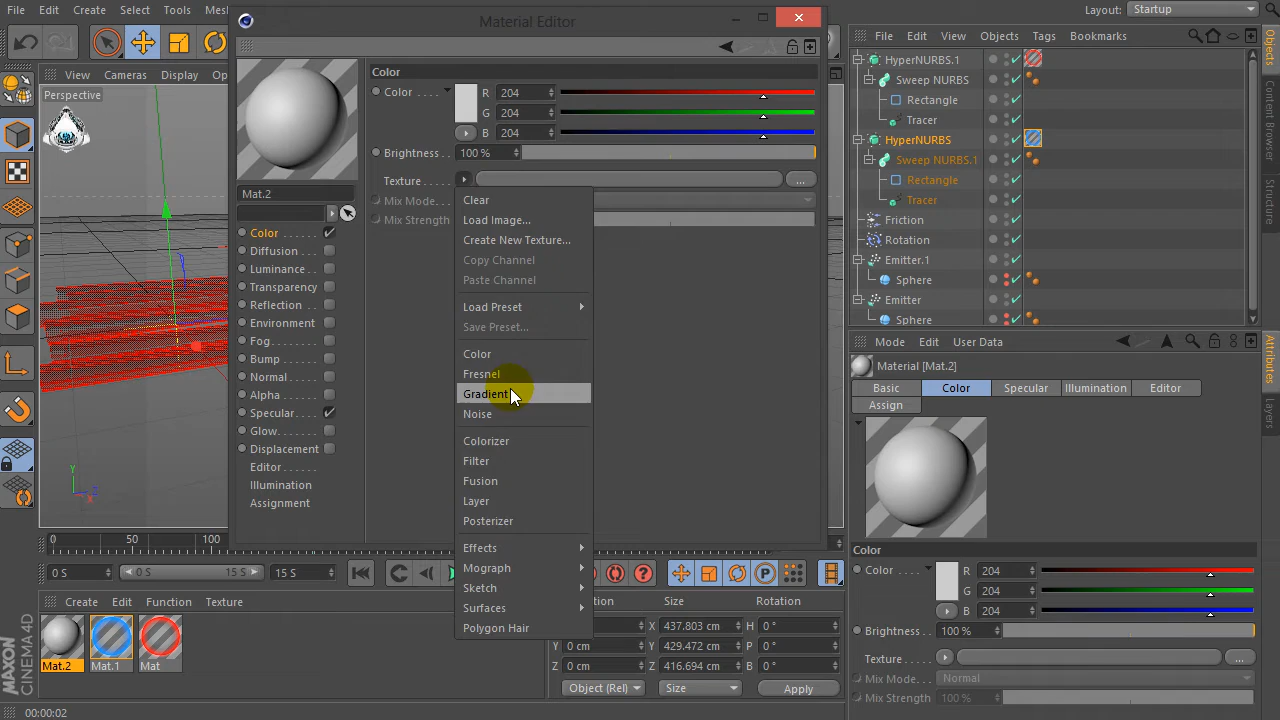 File Edit Create Select Tools Mesh
Material Editor
Layout: Startup
View Cameras Display Op
Perspective
Color
Color
R 204
G 204
B 204
Brightness 100 %
Texture
Mix Mode
Mix Strength
Mat.2
Color
Diffusion
Luminance
Transparency
Reflection
Environment
Fog
Bump
Normal
Alpha
Specular
Glow
Displacement
Editor
Illumination
Assignment
Clear
Load Image...
Create New Texture...
Copy Channel
Paste Channel
Load Preset
Save Preset...
Color
Fresnel
Gradient
Noise
Colorizer
Filter
Fusion
Layer
Posterizer
Effects
Mograph
Sketch
Surfaces
Polygon Hair
File Edit View Objects Tags Bookmarks
HyperNURBS.1
Sweep NURBS
Rectangle
Tracer
HyperNURBS
Sweep NURBS.1
Rectangle
Tracer
Friction
Rotation
Emitter.1
Sphere
Emitter
Sphere
Objects
Content Browser
Structure
Mode Edit User Data
Material [Mat.2]
Basic Color Specular Illumination Editor
Assign
Color
Color
R 204
G 204
B 204
Brightness 100 %
Texture
Mix Mode Normal
Mix Strength 100 %
Attributes
Layers
Y
X
0 50 100
0 S 0 S 15 S 15 S
Create Edit Function Texture
Mat.2 Mat.1 Mat
Size Rotation
X 437.803 cm H 0 °
Y 0 cm Y 429.472 cm P 0 °
Z 0 cm Z 416.694 cm B 0 °
Object (Rel) Size Apply
MAXON
CINEMA 4D
00:00:02